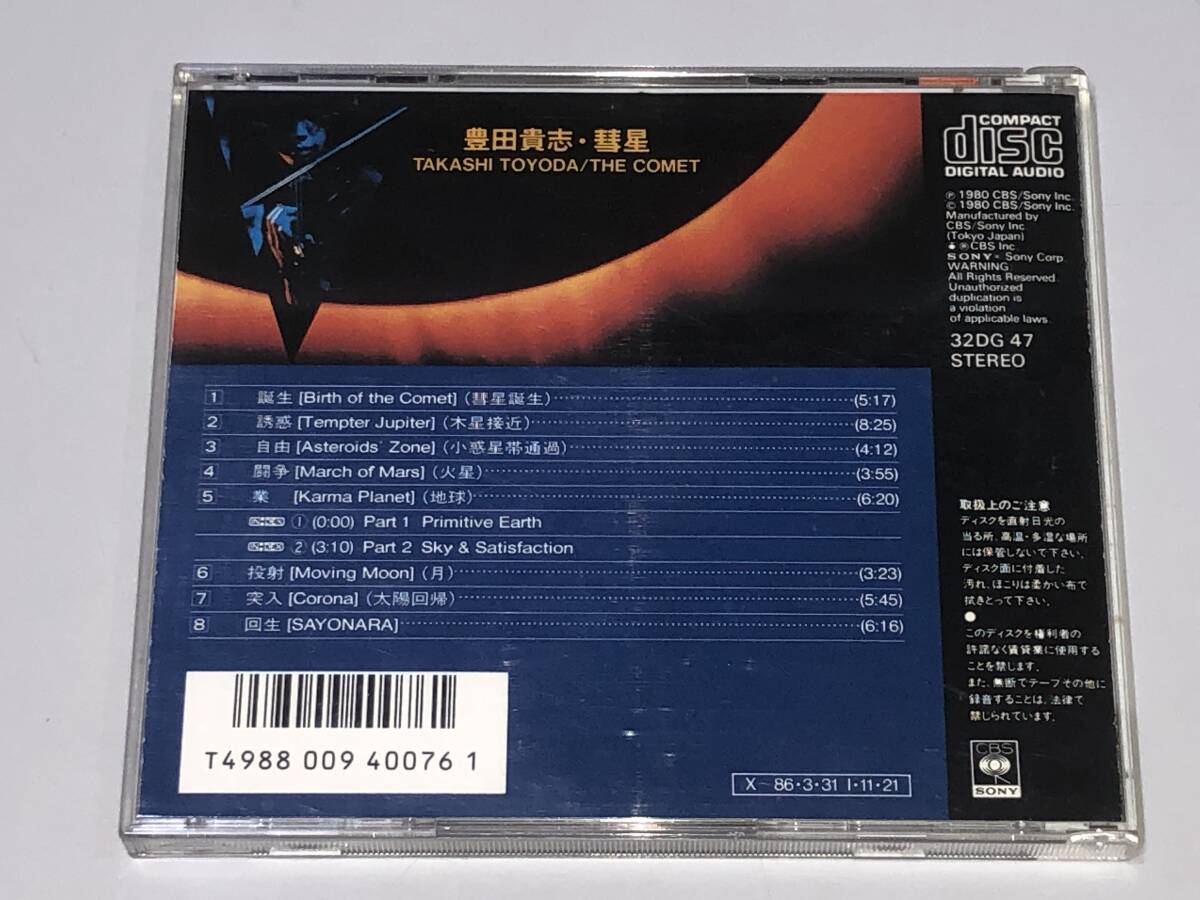 豊田貴志・彗星
TAKASHI TOYODA/THE COMET
COMPACT
disc
DIGITAL AUDIO
℗ 1980 CBS/Sony Inc.
© 1980 CBS/Sony Inc.
Manufactured by
CBS/Sony Inc.
(Tokyo Japan)
CBS Inc.
SONY® Sony Corp.
WARNING:
All Rights Reserved.
Unauthorized
duplication is
a violation
of applicable laws.
32DG 47
STEREO
1 誕生 [Birth of the Comet] (彗星誕生) (5:17)
2 誘惑 [Tempter Jupiter] (木星接近) (8:25)
3 自由 [Asteroids' Zone] (小惑星帯通過) (4:12)
4 闘争 [March of Mars] (火星) (3:55)
5 業 [Karma Planet] (地球) (6:20)
INDEX ① (0:00) Part 1 Primitive Earth
INDEX ② (3:10) Part 2 Sky & Satisfaction
6 投射 [Moving Moon] (月) (3:23)
7 突入 [Corona] (太陽回帰) (5:45)
8 回生 [SAYONARA] (6:16)
取扱上のご注意
ディスクを直射日光の
当る所、高温・多湿な場所
には保管しないで下さい。
ディスク面に付着した
汚れ、ほこりは柔かい布で
拭きとって下さい。
●
このディスクを権利者の
許諾なく賃貸業に使用する
ことを禁じます。
また、無断でテープその他に
録音することは、法律で
禁じられています。
T4988 009 40076 1
X–86・3・31 I・11・21
CBS
SONY